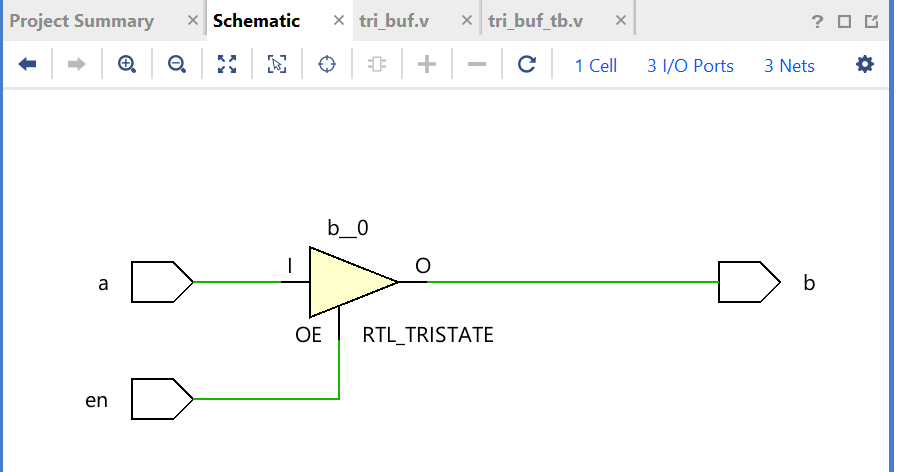 Project Summary × Schematic × tri_buf.v × tri_buf_tb.v × ?
1 Cell 3 I/O Ports 3 Nets
b__0
a
I
O
b
OE
RTL_TRISTATE
en